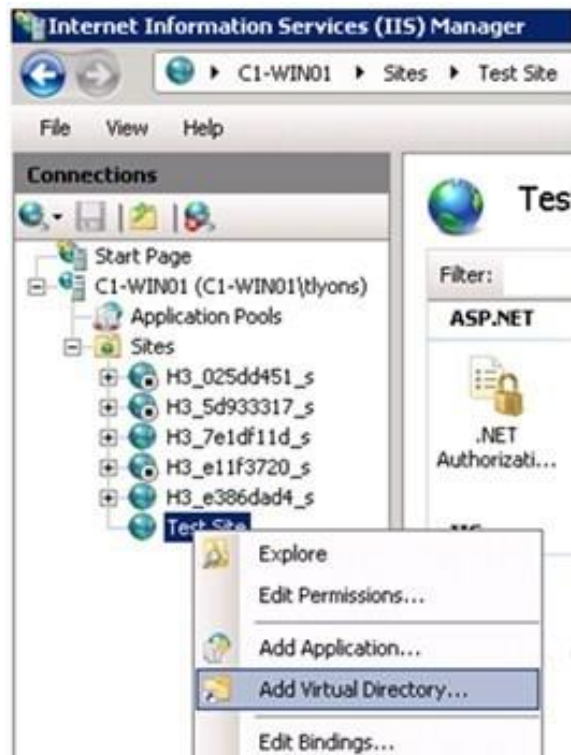 Internet Information Services (IIS) Manager
C1-WIN01 Sites Test Site
File View Help
Connections
Start Page
C1-WIN01 (C1-WIN01\tlyons)
Application Pools
Sites
H3_025dd451_s
H3_5d933317_s
H3_7e1df11d_s
H3_e11f3720_s
H3_e386dad4_s
Test Site
Explore
Edit Permissions...
Add Application...
Add Virtual Directory...
Edit Bindings...
Tes
Filter:
ASP.NET
.NET
Authorizati...